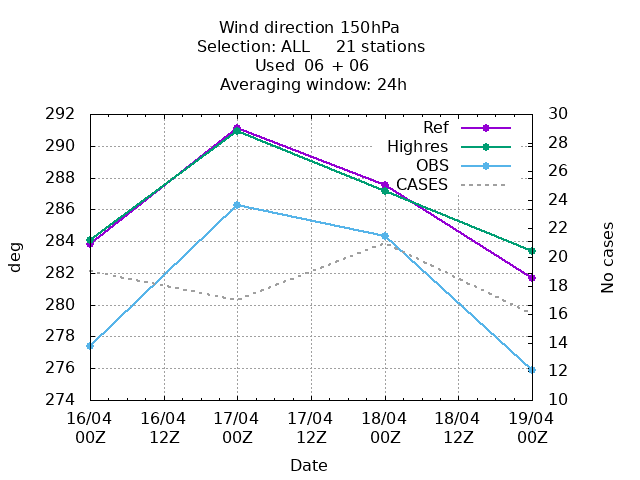 Wind direction 150hPa
Selection: ALL     21 stations
Used  06 + 06
Averaging window: 24h
292
290
288
286
284
282
280
278
276
274
deg
30
28
26
24
22
20
18
16
14
12
10
No cases
Ref
Highres
OBS
CASES
16/04 16/04 17/04 17/04 18/04 18/04 19/04
00Z 12Z 00Z 12Z 00Z 12Z 00Z
Date